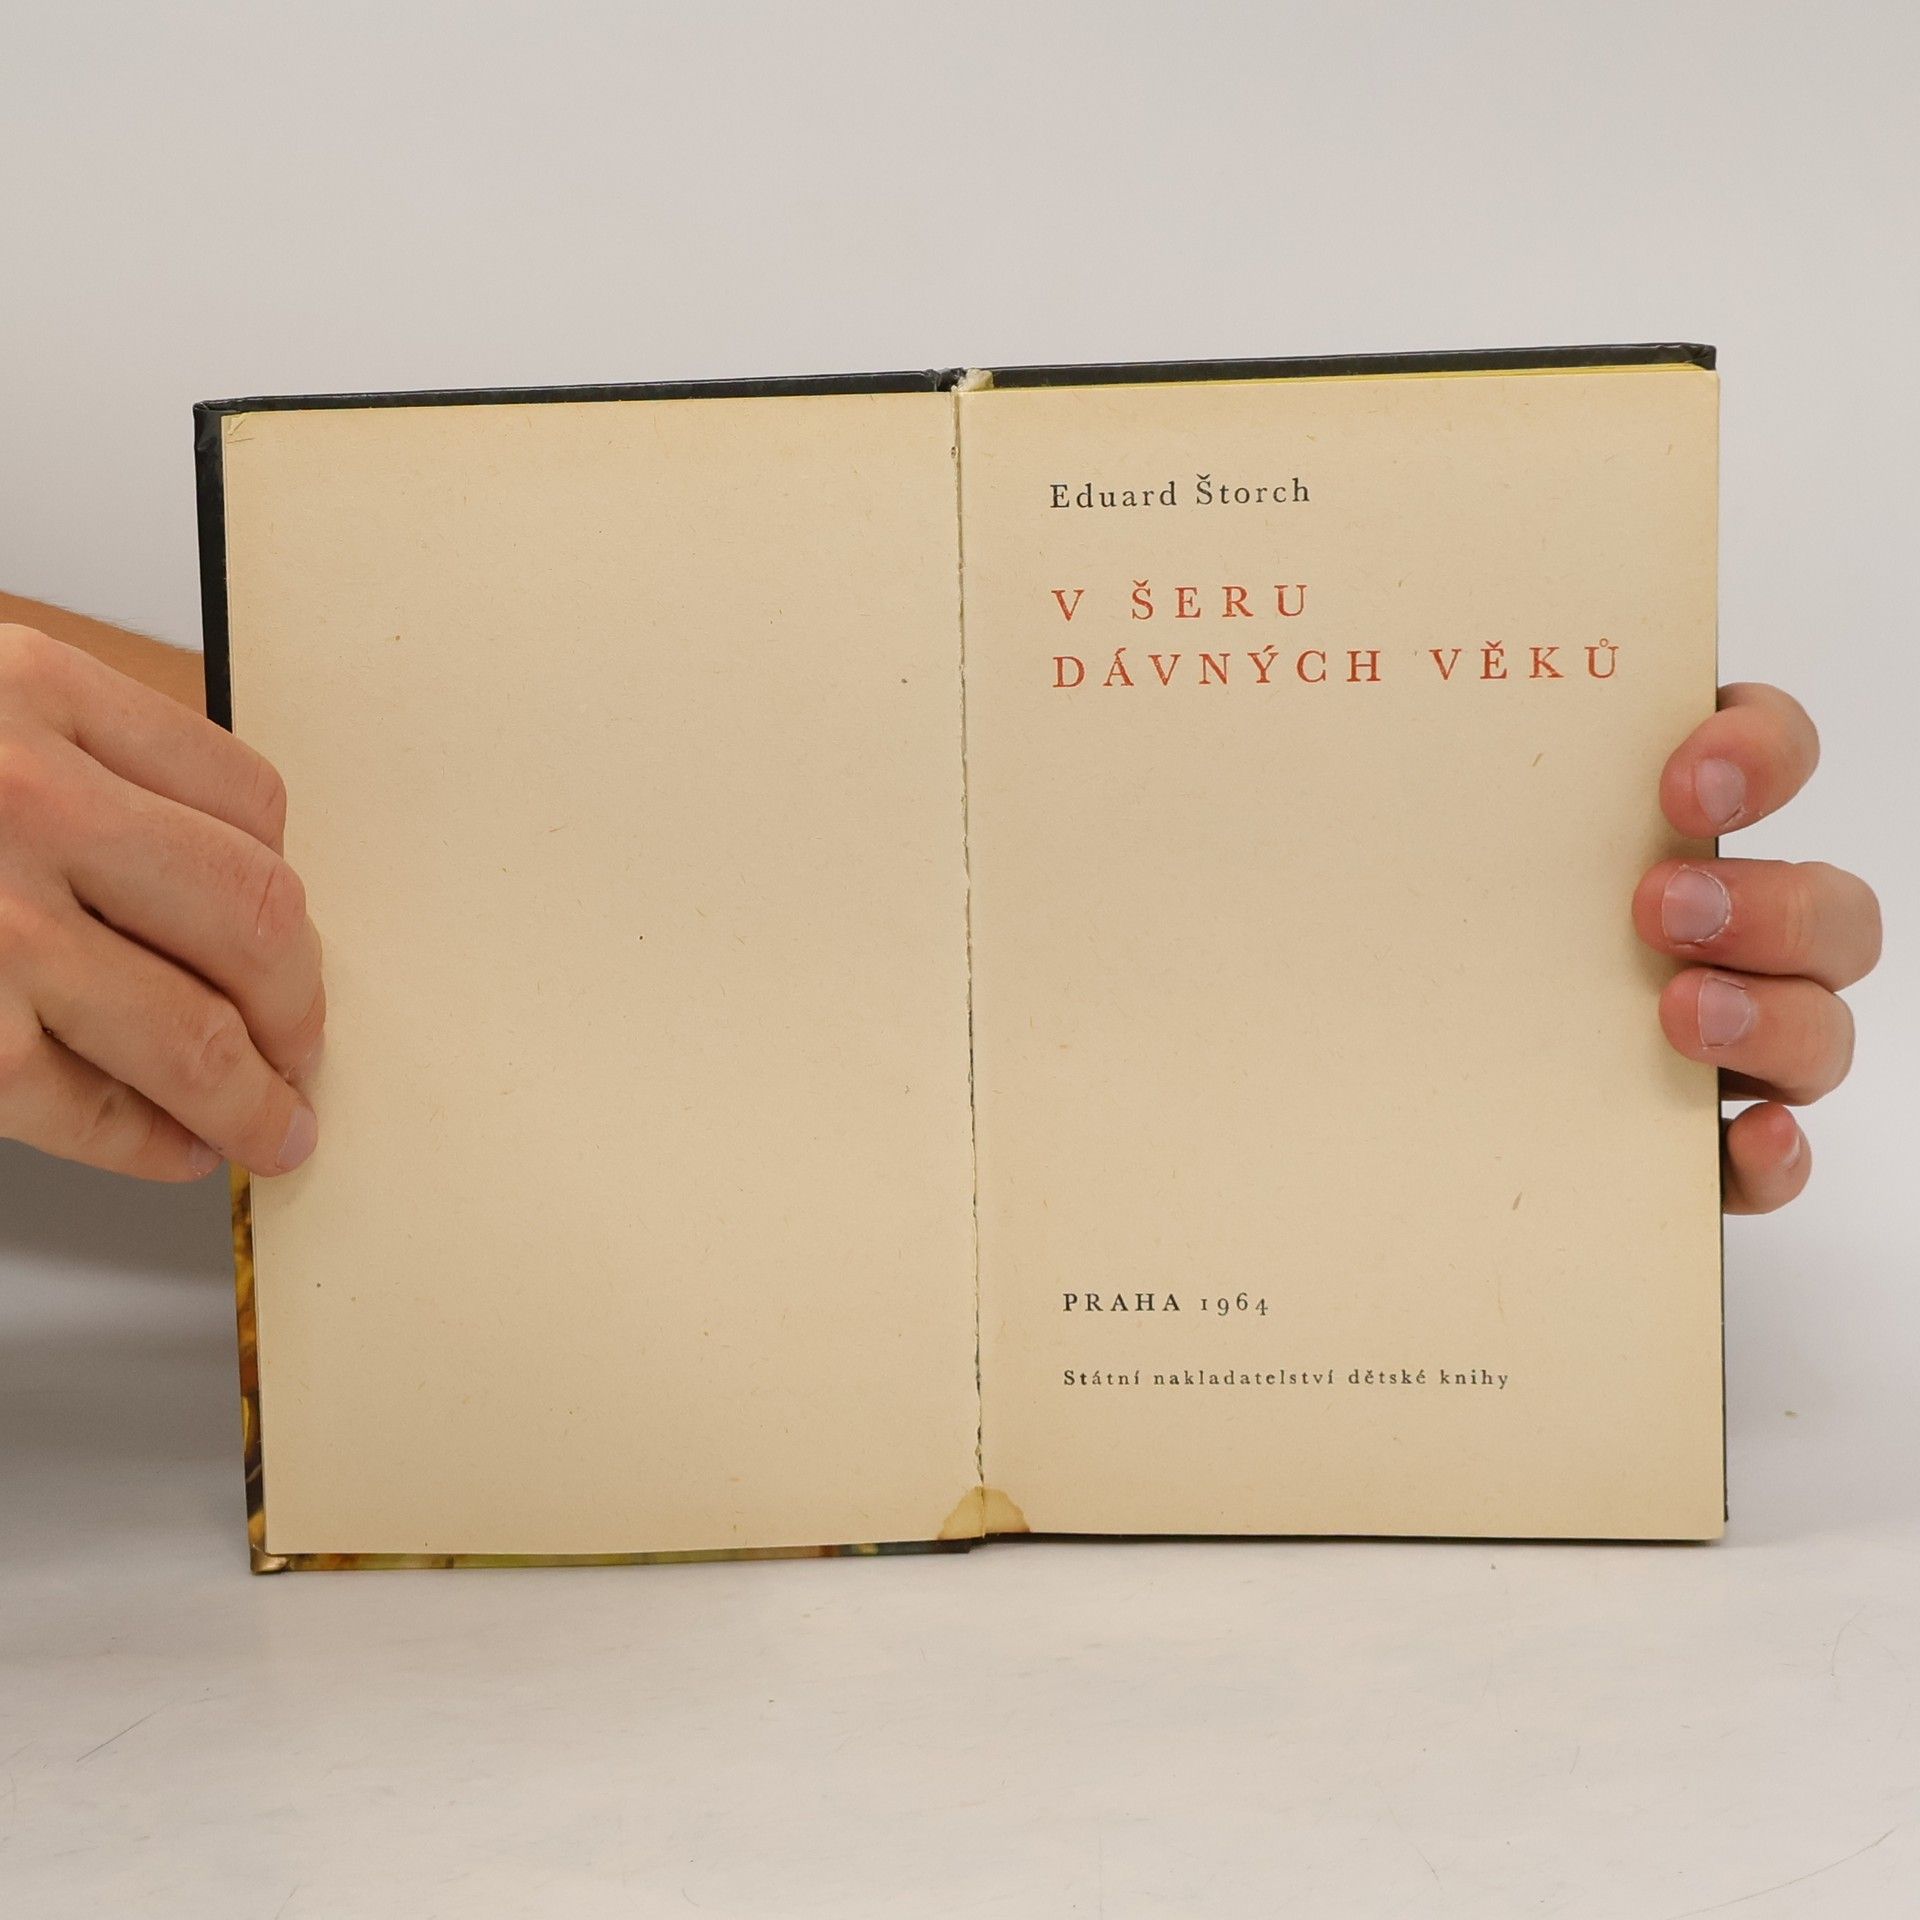 Eduard Štorch
V ŠERU
DÁVNÝCH VĚKŮ
PRAHA 1964
Státní nakladatelství dětské knihy